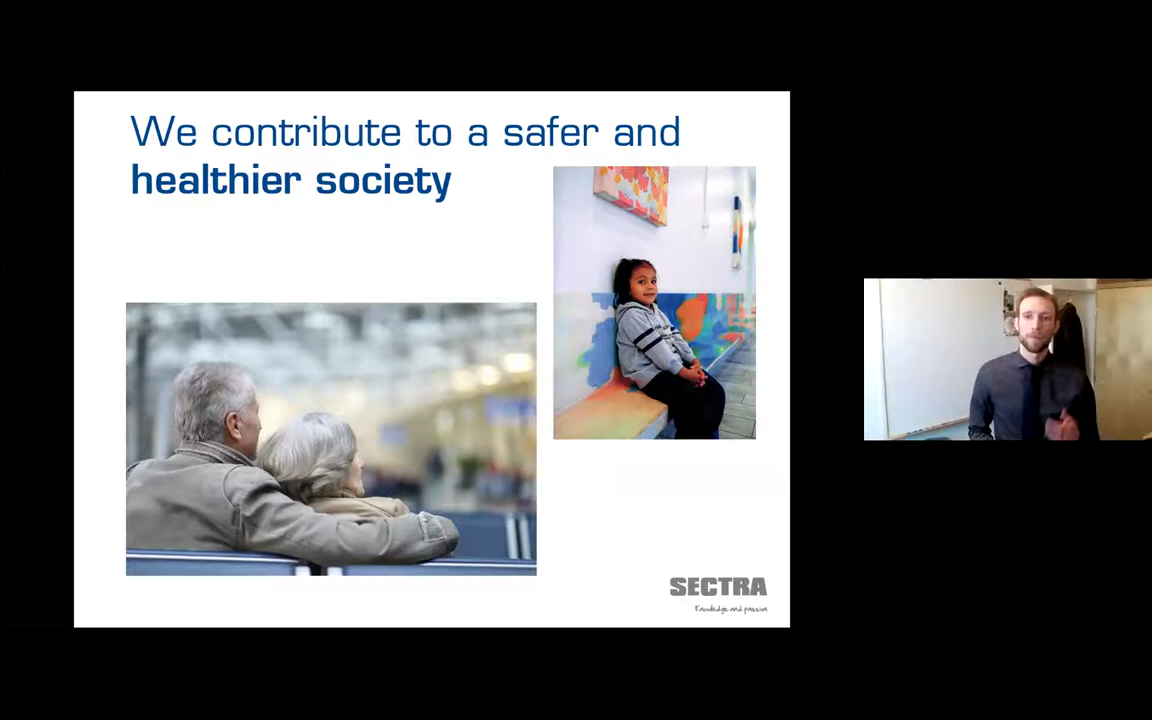 We contribute to a safer and
healthier society
SECTRA
Knowledge and passion